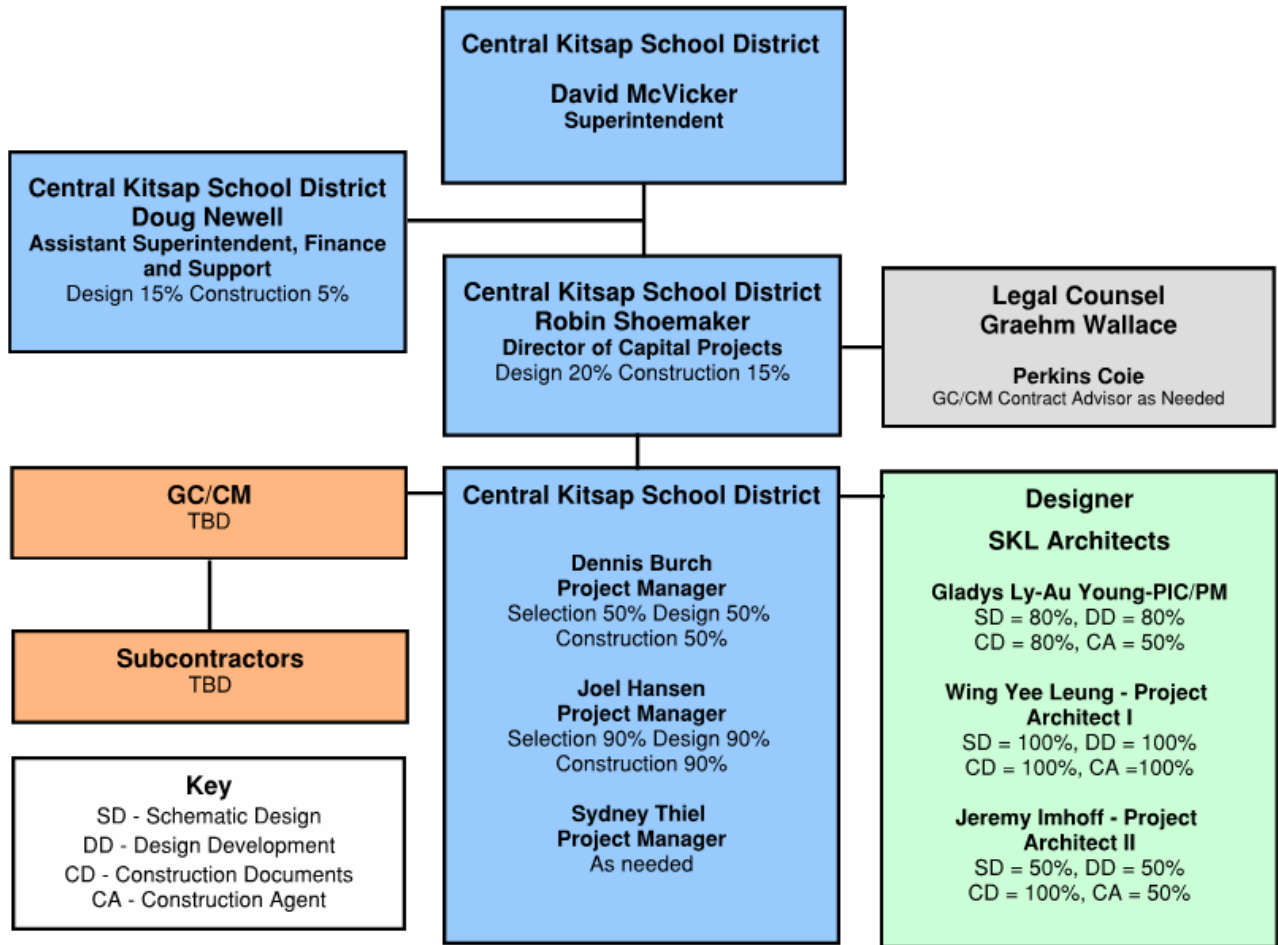 Central Kitsap School District
David McVicker
Superintendent
Central Kitsap School District
Doug Newell
Assistant Superintendent, Finance
and Support
Design 15% Construction 5%
Central Kitsap School District
Robin Shoemaker
Director of Capital Projects
Design 20% Construction 15%
Legal Counsel
Graehm Wallace
Perkins Coie
GC/CM Contract Advisor as Needed
GC/CM
TBD
Subcontractors
TBD
Key
SD - Schematic Design
DD - Design Development
CD - Construction Documents
CA - Construction Agent
Central Kitsap School District
Dennis Burch
Project Manager
Selection 50% Design 50%
Construction 50%
Joel Hansen
Project Manager
Selection 90% Design 90%
Construction 90%
Sydney Thiel
Project Manager
As needed
Designer
SKL Architects
Gladys Ly-Au Young-PIC/PM
SD = 80%, DD = 80%
CD = 80%, CA = 50%
Wing Yee Leung - Project
Architect I
SD = 100%, DD = 100%
CD = 100%, CA =100%
Jeremy Imhoff - Project
Architect II
SD = 50%, DD = 50%
CD = 100%, CA = 50%